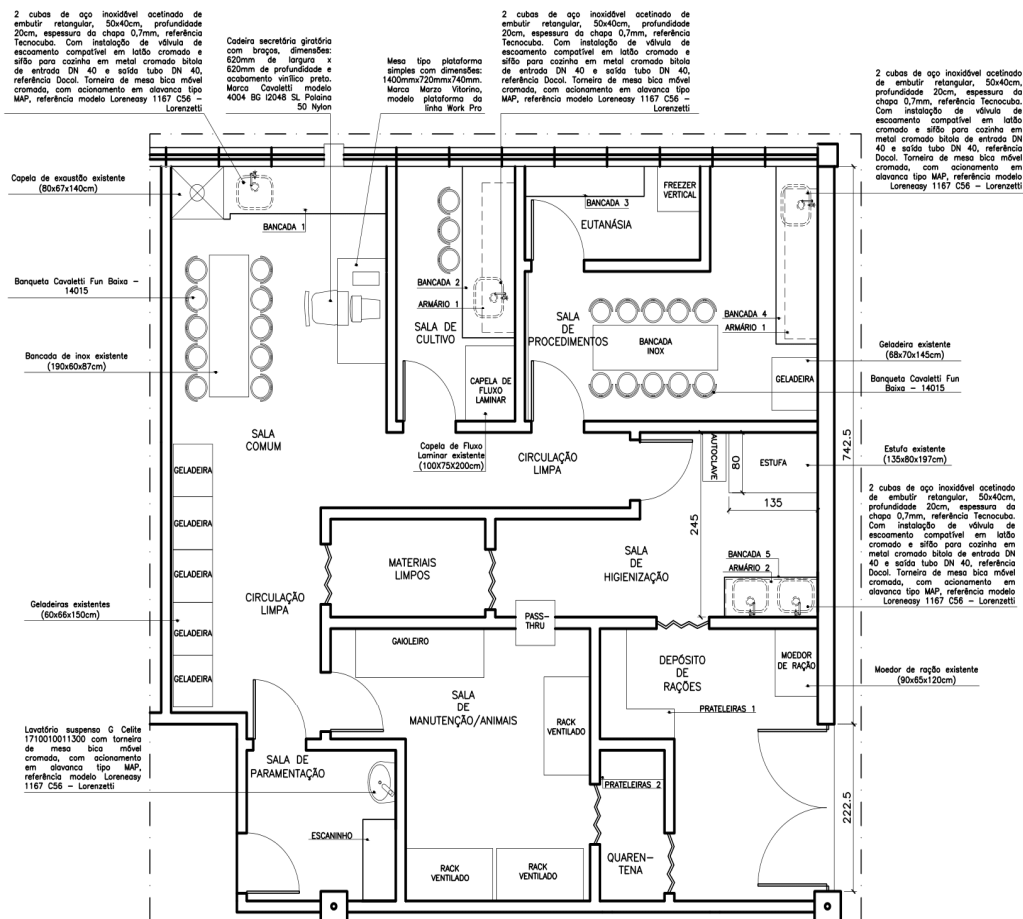 2 cubas de aço inoxidável acetinado de
embutir retangular, 50x40cm, profundidade
20cm, espessura da chapa 0,7mm, referência
Tecnocuba. Com instalação de válvula de
escoamento compatível em latão cromado e
sifão para cozinha em metal cromado bitola
de entrada DN 40 e saída tubo DN 40,
referência Docol. Torneira de mesa bica móvel
cromada, com acionamento em alavanca tipo
MAP, referência modelo Loreneasy 1167 C56 –
Lorenzetti
Cadeira secretária giratória
com braços, dimensões:
620mm de largura x
620mm de profundidade e
acabamento vinílico preto.
Marca Cavaletti modelo
4004 BG I2048 SL Polaina
50 Nylon
Mesa tipo plataforma
simples com dimensões:
1400mmx720mmx740mm.
Marca Marzo Vitorino,
modelo plataforma da
linha Work Pro
2 cubas de aço inoxidável acetinado de
embutir retangular, 50x40cm, profundidade
20cm, espessura da chapa 0,7mm, referência
Tecnocuba. Com instalação de válvula de
escoamento compatível em latão cromado e
sifão para cozinha em metal cromado bitola
de entrada DN 40 e saída tubo DN 40,
referência Docol. Torneira de mesa bica móvel
cromada, com acionamento em alavanca tipo
MAP, referência modelo Loreneasy 1167 C56 –
Lorenzetti
2 cubas de aço inoxidável acetinado
de embutir retangular, 50x40cm,
profundidade 20cm, espessura da
chapa 0,7mm, referência Tecnocuba.
Com instalação de válvula de
escoamento compatível em latão
cromado e sifão para cozinha em
metal cromado bitola de entrada DN
40 e saída tubo DN 40, referência
Docol. Torneira de mesa bica móvel
cromada, com acionamento em
alavanca tipo MAP, referência modelo
Loreneasy 1167 C56 – Lorenzetti
Capela de exaustão existente
(80x67x140cm)
BANCADA 1
BANCADA 3
FREEZER
VERTICAL
EUTANÁSIA
Banqueta Cavaletti Fun Baixa –
14015
BANCADA 2
ARMÁRIO 1
SALA DE
CULTIVO
SALA
DE
PROCEDIMENTOS
BANCADA
INOX
BANCADA 4
ARMÁRIO 1
Bancada de inox existente
(190x60x87cm)
CAPELA DE
FLUXO
LAMINAR
GELADEIRA
Geladeira existente
(68x70x145cm)
Banqueta Cavaletti Fun
Baixa – 14015
SALA
COMUM
Capela de Fluxo
Laminar existente
(100X75X200cm)
CIRCULAÇÃO
LIMPA
AUTOCLAVE
80
ESTUFA
135
245
742.5
Estufa existente
(135x80x197cm)
GELADEIRA
GELADEIRA
GELADEIRA
GELADEIRA
GELADEIRA
2 cubas de aço inoxidável acetinado
de embutir retangular, 50x40cm,
profundidade 20cm, espessura da
chapa 0,7mm, referência Tecnocuba.
Com instalação de válvula de
escoamento compatível em latão
cromado e sifão para cozinha em
metal cromado bitola de entrada DN
40 e saída tubo DN 40, referência
Docol. Torneira de mesa bica móvel
cromada, com acionamento em
alavanca tipo MAP, referência modelo
Loreneasy 1167 C56 – Lorenzetti
MATERIAIS
LIMPOS
SALA
DE
HIGIENIZAÇÃO
BANCADA 5
ARMÁRIO 2
Geladeiras existentes
(60x66x150cm)
CIRCULAÇÃO
LIMPA
PASS-
THRU
GAIOLEIRO
DEPÓSITO
DE
RAÇÕES
MOEDOR
DE RAÇÃO
Moedor de ração existente
(90x65x120cm)
SALA
DE
MANUTENÇÃO/ANIMAIS
RACK
VENTILADO
PRATELEIRAS 1
Lavatório suspenso G Celite
1710010011300 com torneira
de mesa bica móvel
cromada, com acionamento
em alavanca tipo MAP,
referência modelo Loreneasy
1167 C56 – Lorenzetti
SALA DE
PARAMENTAÇÃO
PRATELEIRAS 2
222.5
ESCANINHO
RACK
VENTILADO
RACK
VENTILADO
QUAREN-
TENA